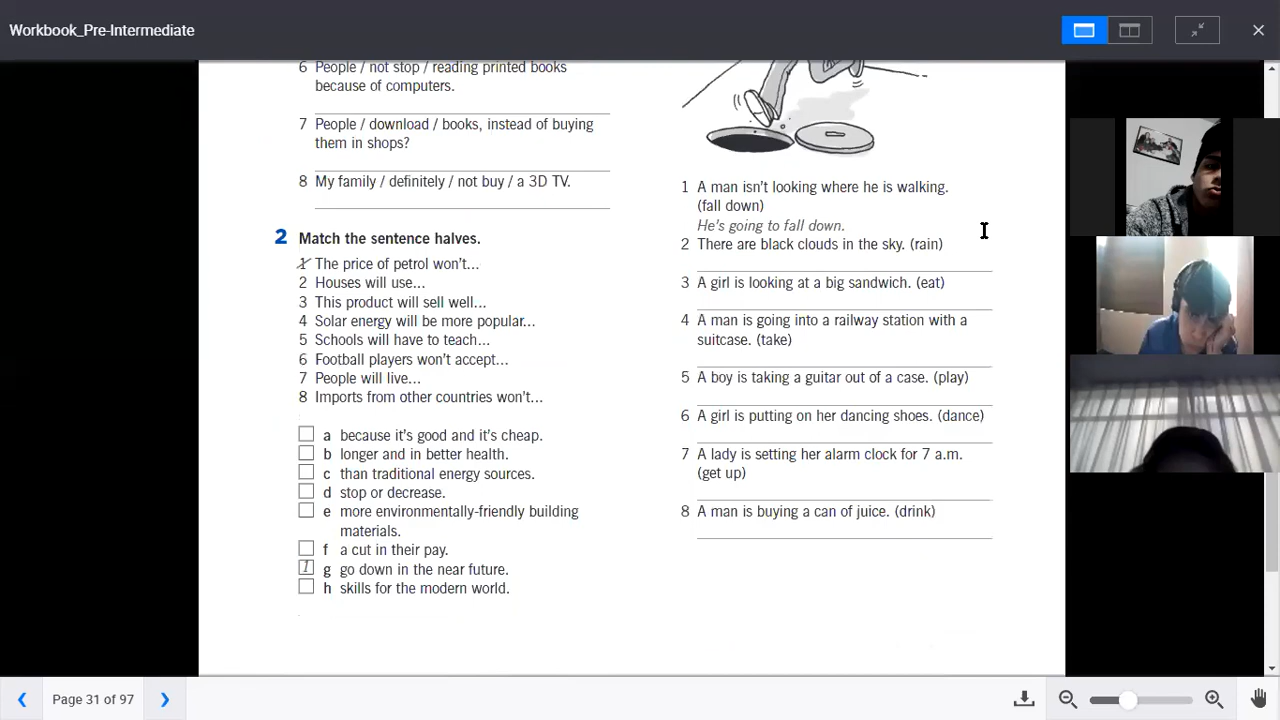 Workbook_Pre-Intermediate
6 People / not stop / reading printed books
because of computers.
7 People / download / books, instead of buying
them in shops?
8 My family / definitely / not buy / a 3D TV.
2 Match the sentence halves.
1 The price of petrol won't...
2 Houses will use...
3 This product will sell well...
4 Solar energy will be more popular...
5 Schools will have to teach...
6 Football players won't accept...
7 People will live...
8 Imports from other countries won't...
a because it's good and it's cheap.
b longer and in better health.
c than traditional energy sources.
d stop or decrease.
e more environmentally-friendly building
materials.
f a cut in their pay.
1 g go down in the near future.
h skills for the modern world.
1 A man isn't looking where he is walking.
(fall down)
He's going to fall down.
2 There are black clouds in the sky. (rain)
3 A girl is looking at a big sandwich. (eat)
4 A man is going into a railway station with a
suitcase. (take)
5 A boy is taking a guitar out of a case. (play)
6 A girl is putting on her dancing shoes. (dance)
7 A lady is setting her alarm clock for 7 a.m.
(get up)
8 A man is buying a can of juice. (drink)
Page 31 of 97